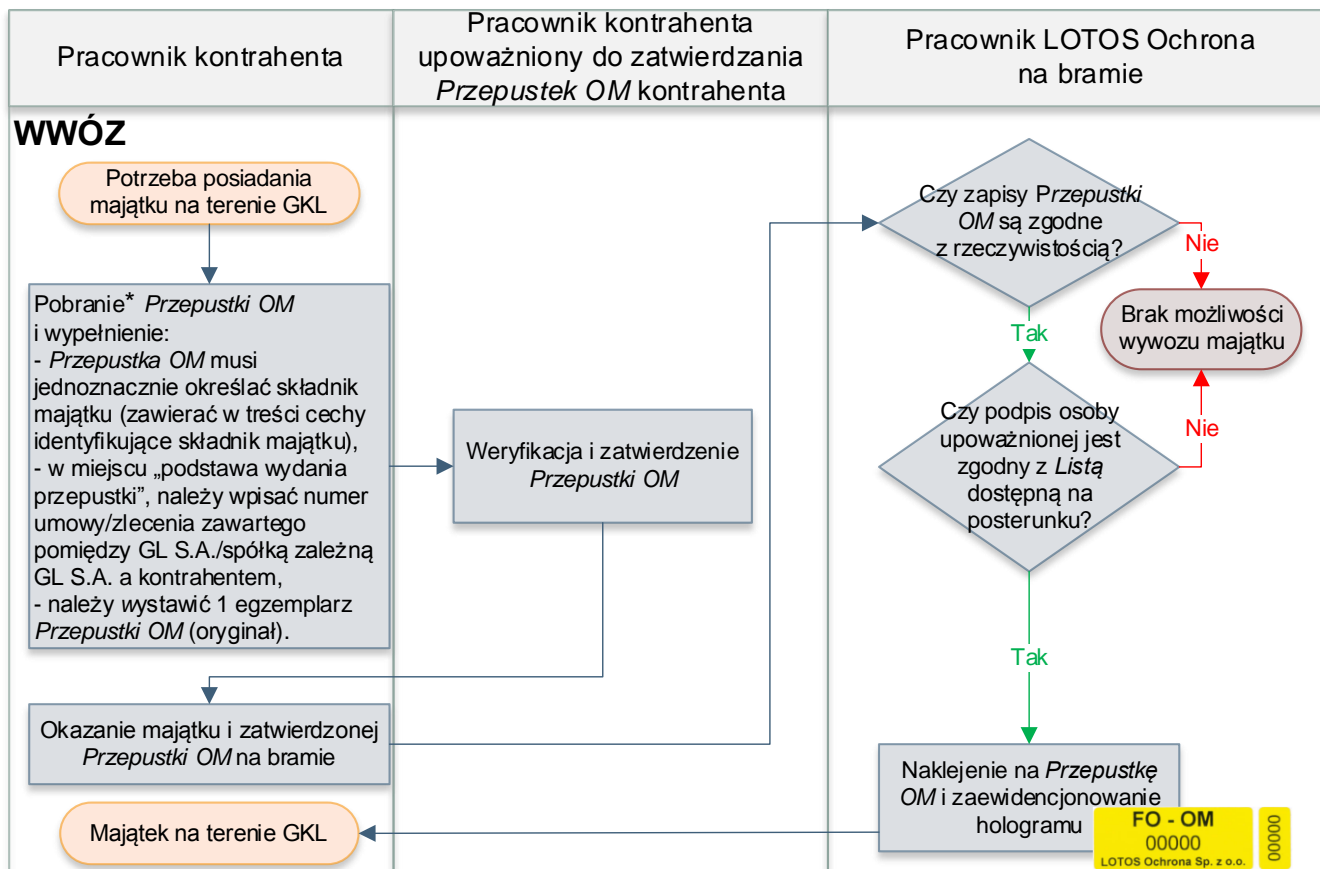 Pracownik kontrahenta
Pracownik kontrahenta
upoważniony do zatwierdzania
Przepustek OM kontrahenta
Pracownik LOTOS Ochrona
na bramie
WWÓZ
Potrzeba posiadania
majątku na terenie GKL
Pobranie* Przepustki OM
i wypełnienie:
- Przepustka OM musi
jednoznacznie określać składnik
majątku (zawierać w treści cechy
identyfikujące składnik majątku),
- w miejscu „podstawa wydania
przepustki”, należy wpisać numer
umowy/zlecenia zawartego
pomiędzy GL S.A./spółką zależną
GL S.A. a kontrahentem,
- należy wystawić 1 egzemplarz
Przepustki OM (oryginał).
Weryfikacja i zatwierdzenie
Przepustki OM
Okazanie majątku i zatwierdzonej
Przepustki OM na bramie
Czy zapisy Przepustki
OM są zgodne
z rzeczywistością?
Nie
Tak
Brak możliwości
wywozu majątku
Czy podpis osoby
upoważnionej jest
zgodny z Listą
dostępną na
posterunku?
Nie
Tak
Naklejenie na Przepustkę
OM i zaewidencjonowanie
hologramu
FO - OM
00000
LOTOS Ochrona Sp. z o.o.
00000
Majątek na terenie GKL